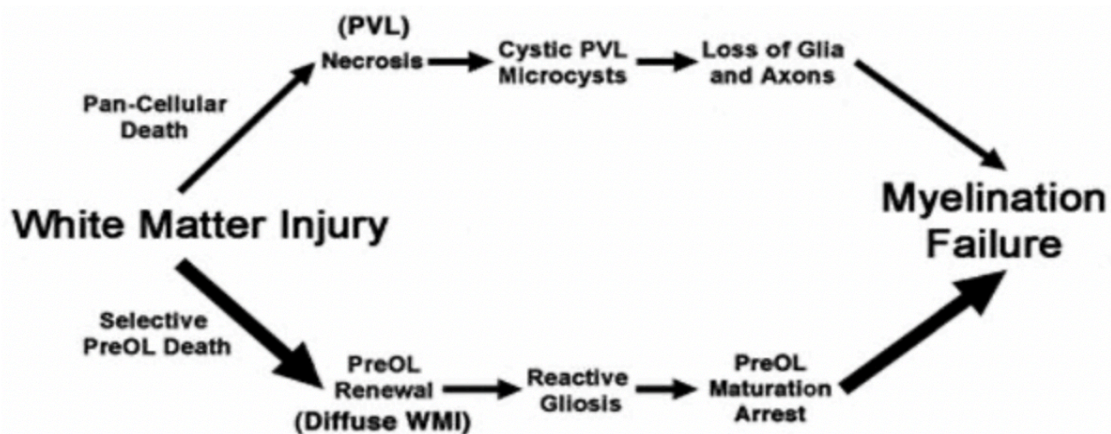 (PVL)
Necrosis
Cystic PVL
Microcysts
Loss of Glia
and Axons
Pan-Cellular
Death
White Matter Injury
Myelination
Failure
Selective
PreOL Death
PreOL
Renewal
(Diffuse WMI)
Reactive
Gliosis
PreOL
Maturation
Arrest